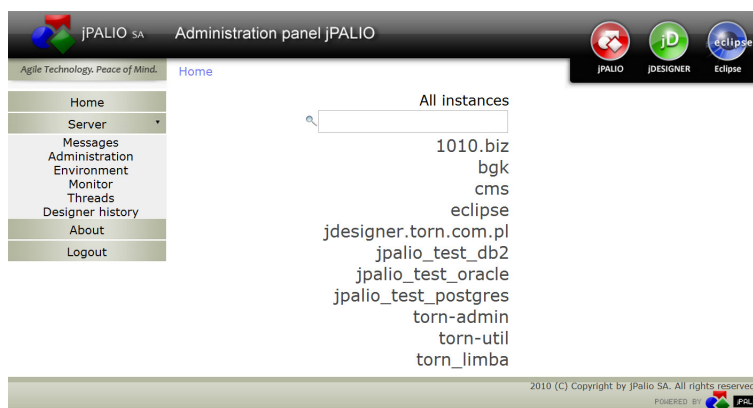 jPALIO SA
Administration panel jPALIO
jPALIO
jD
jDESIGNER
eclipse
Eclipse
Agile Technology. Peace of Mind.
Home
Home
Server
Messages
Administration
Environment
Monitor
Threads
Designer history
About
Logout
All instances
1010.biz
bgk
cms
eclipse
jdesigner.torn.com.pl
jpalio_test_db2
jpalio_test_oracle
jpalio_test_postgres
torn-admin
torn-util
torn_limba
2010 (C) Copyright by jPalio SA. All rights reserved
POWERED BY